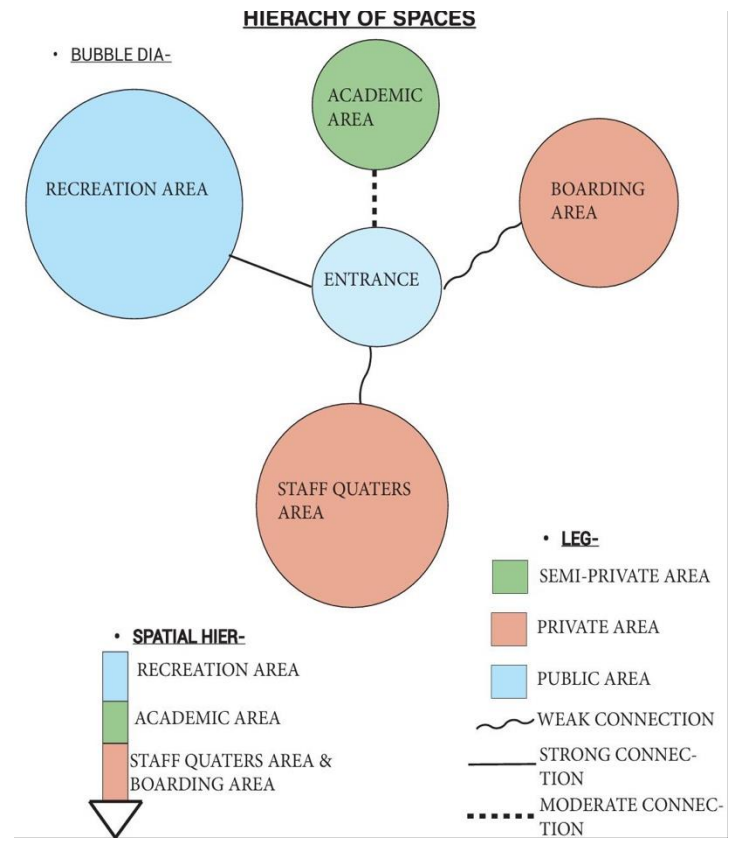 HIERACHY OF SPACES
• BUBBLE DIA-
ACADEMIC
AREA
RECREATION AREA
BOARDING
AREA
ENTRANCE
STAFF QUATERS
AREA
• LEG-
SEMI-PRIVATE AREA
PRIVATE AREA
PUBLIC AREA
WEAK CONNECTION
STRONG CONNEC-
TION
MODERATE CONNEC-
TION
• SPATIAL HIER-
RECREATION AREA
ACADEMIC AREA
STAFF QUATERS AREA &
BOARDING AREA